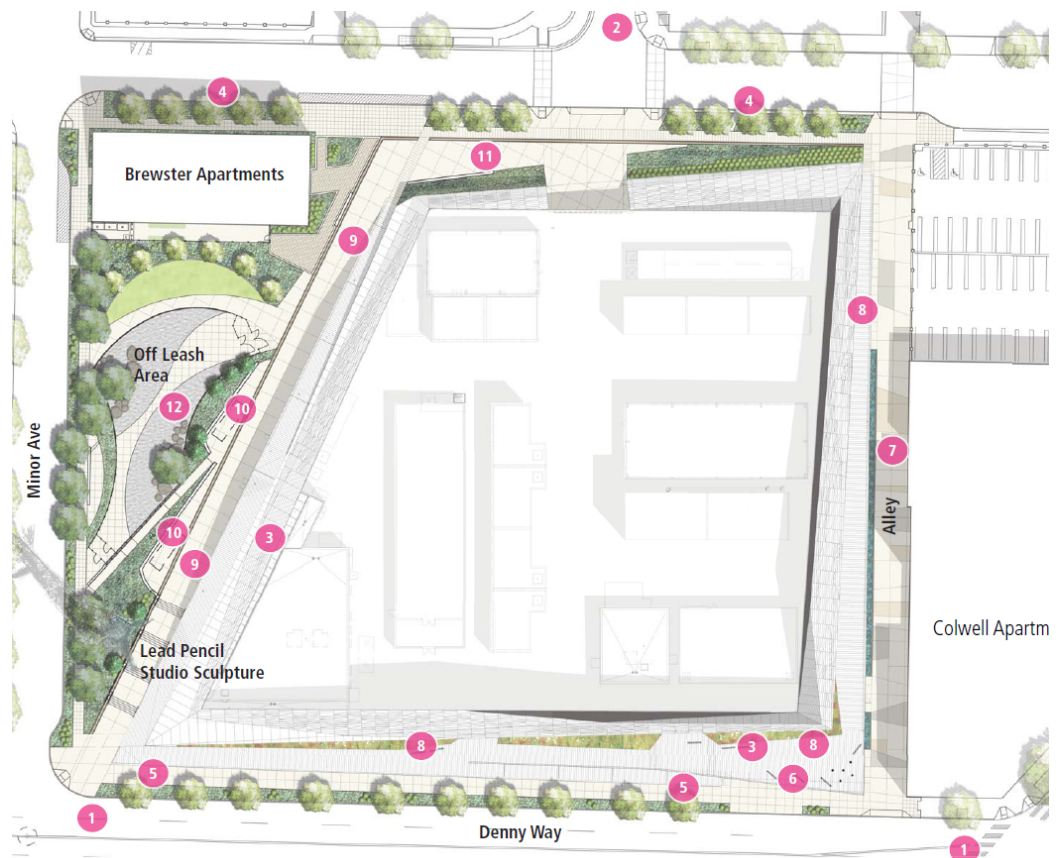 2
4
4
11
Brewster Apartments
9
8
Off Leash
Area
12
10
Minor Ave
7
Alley
10
3
9
Colwell Apartm
Lead Pencil
Studio Sculpture
8
3
8
5
6
5
1
Denny Way
1